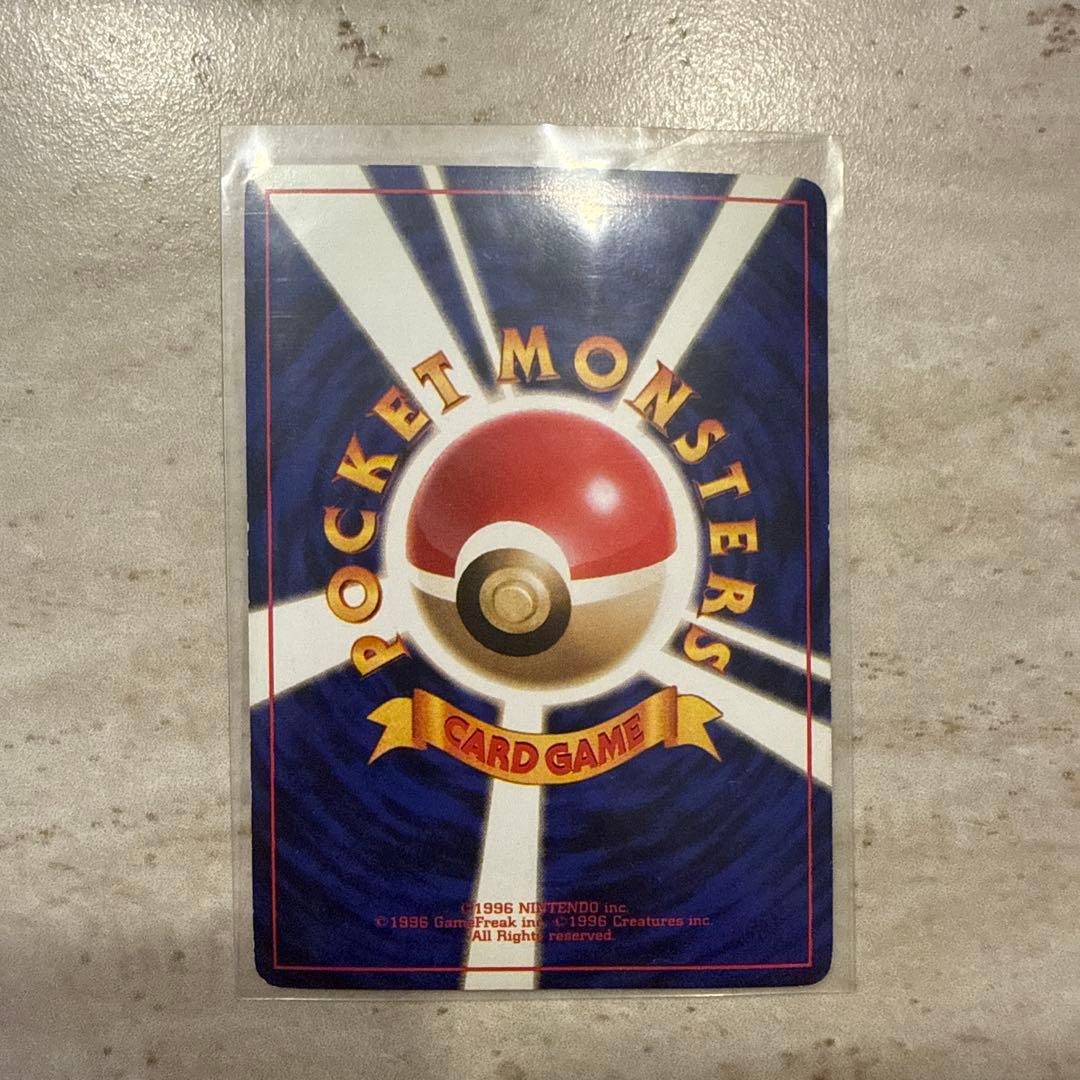 POCKET MONSTERS
CARD GAME
©1996 NINTENDO inc.
©1996 GameFreak inc. ©1996 Creatures inc.
All Rights reserved.